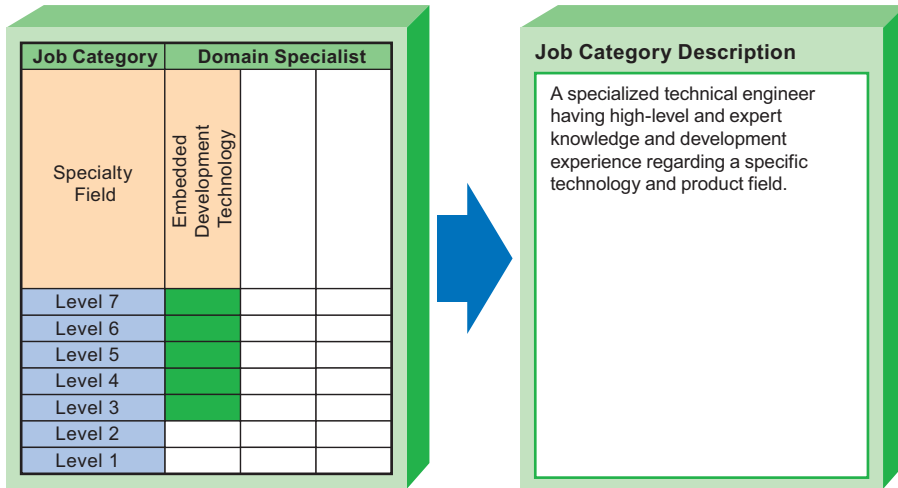 Job Category
Domain Specialist
Specialty
Field
Embedded
Development
Technology
Level 7
Level 6
Level 5
Level 4
Level 3
Level 2
Level 1
Job Category Description
A specialized technical engineer
having high-level and expert
knowledge and development
experience regarding a specific
technology and product field.